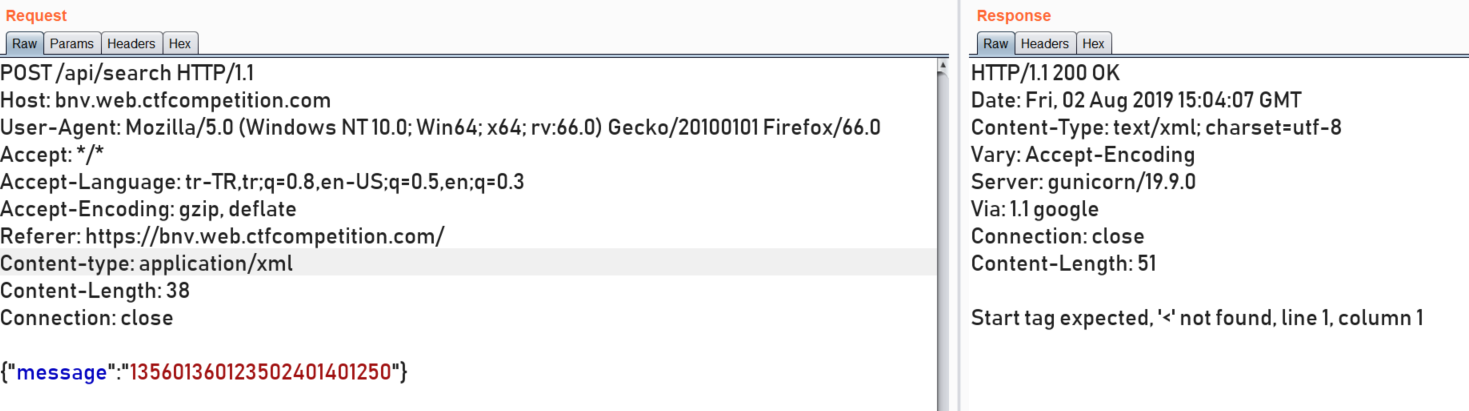 Request
Raw Params Headers Hex
POST /api/search HTTP/1.1
Host: bnv.web.ctfcompetition.com
User-Agent: Mozilla/5.0 (Windows NT 10.0; Win64; x64; rv:66.0) Gecko/20100101 Firefox/66.0
Accept: */*
Accept-Language: tr-TR,tr;q=0.8,en-US;q=0.5,en;q=0.3
Accept-Encoding: gzip, deflate
Referer: https://bnv.web.ctfcompetition.com/
Content-type: application/xml
Content-Length: 38
Connection: close
{"message":"135601360123502401401250"}
Response
Raw Headers Hex
HTTP/1.1 200 OK
Date: Fri, 02 Aug 2019 15:04:07 GMT
Content-Type: text/xml; charset=utf-8
Vary: Accept-Encoding
Server: gunicorn/19.9.0
Via: 1.1 google
Connection: close
Content-Length: 51
Start tag expected, '<' not found, line 1, column 1